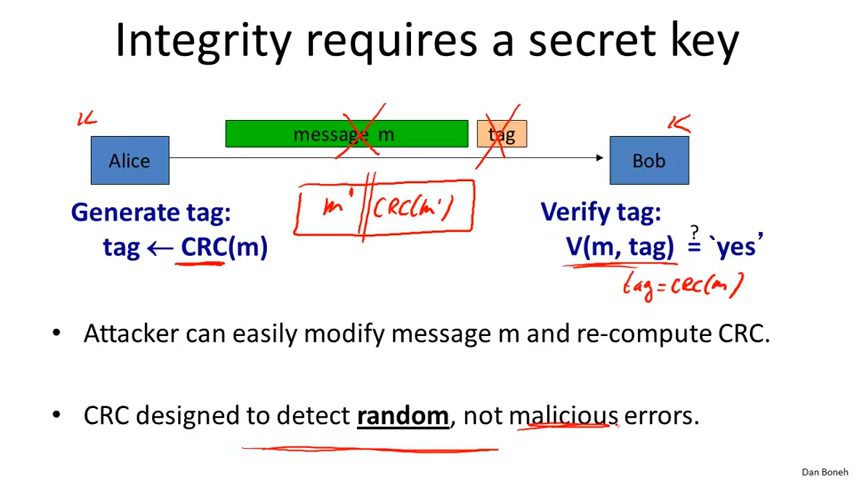 Integrity requires a secret key
K K
message m tag
Alice Bob
m' || CRC(m')
Generate tag: Verify tag:
tag ← CRC(m) V(m, tag) ?= `yes’
tag = CRC(m)
• Attacker can easily modify message m and re-compute CRC.
• CRC designed to detect random, not malicious errors.
Dan Boneh